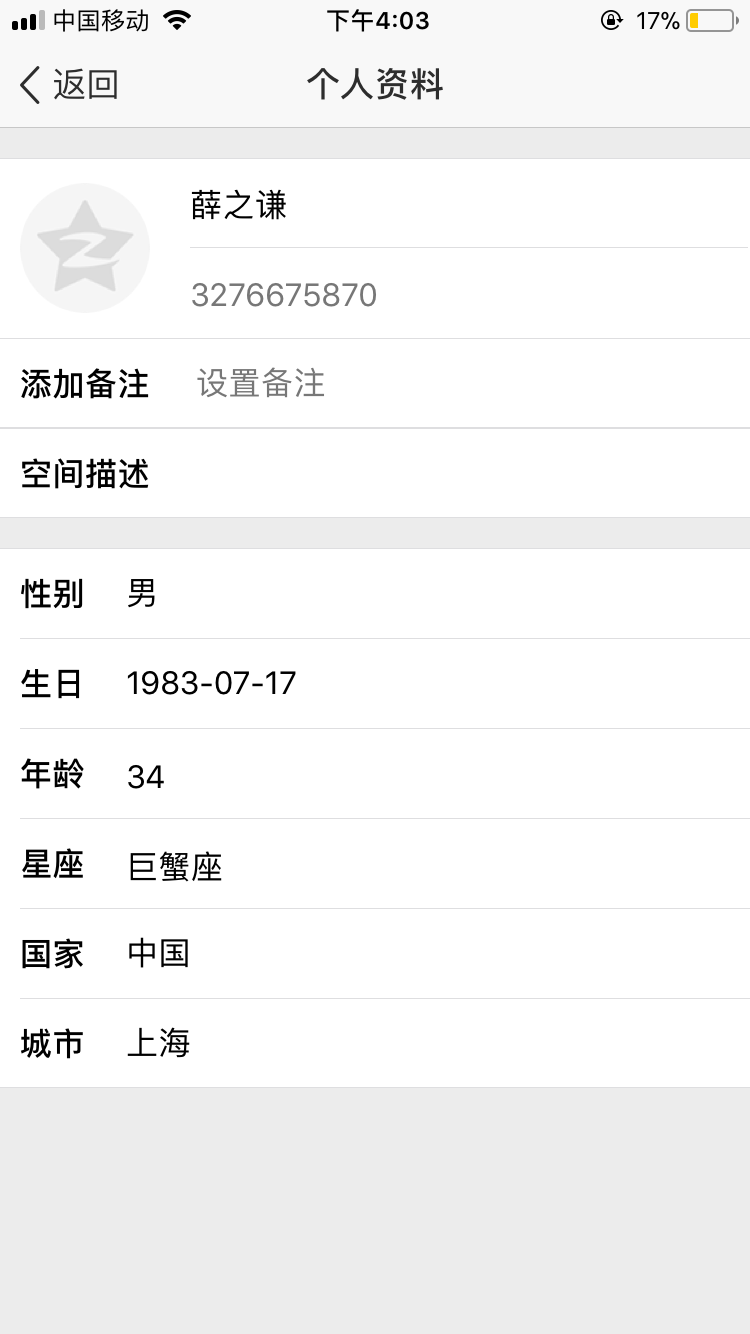 中国移动 下午4:03 17%
返回 个人资料
薛之谦
3276675870
添加备注 设置备注
空间描述
性别 男
生日 1983-07-17
年龄 34
星座 巨蟹座
国家 中国
城市 上海